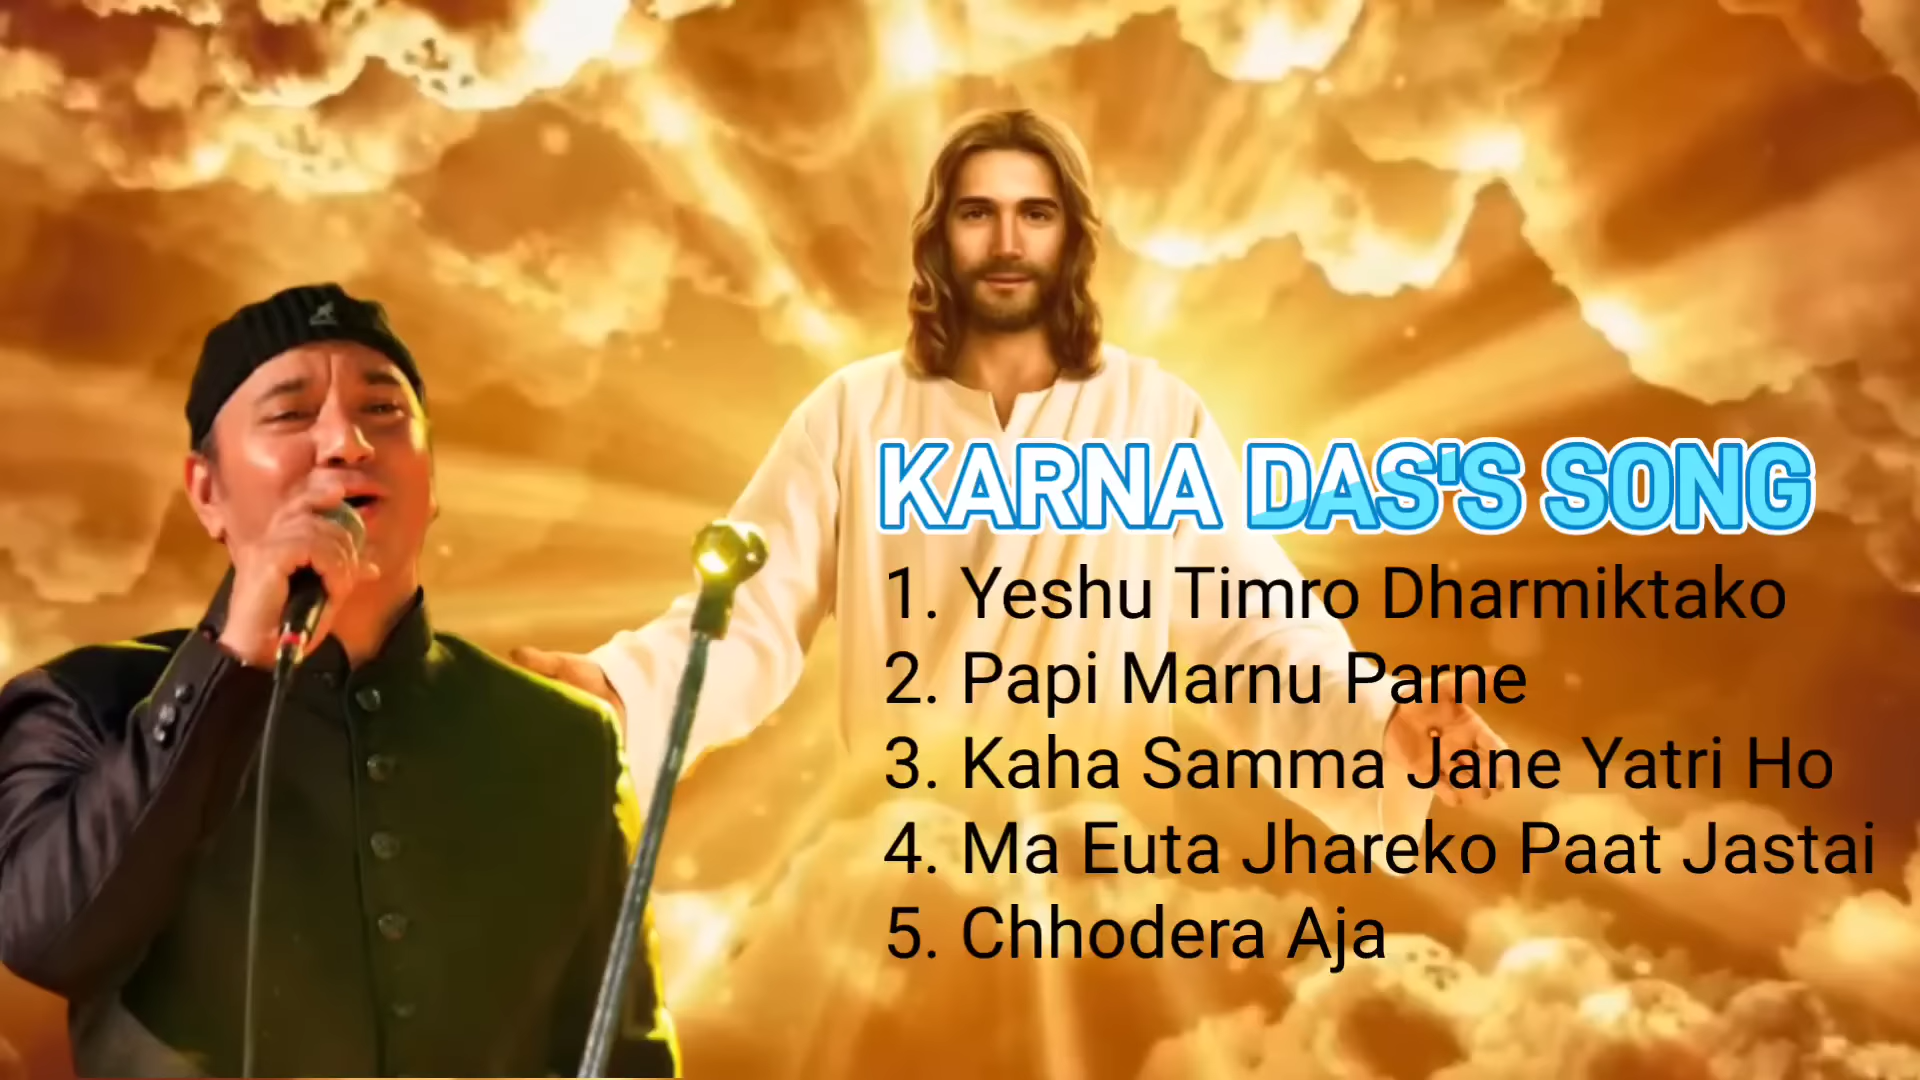 KARNA DAS'S SONG
1. Yeshu Timro Dharmiktako
2. Papi Marnu Parne
3. Kaha Samma Jane Yatri Ho
4. Ma Euta Jhareko Paat Jastai
5. Chhodera Aja